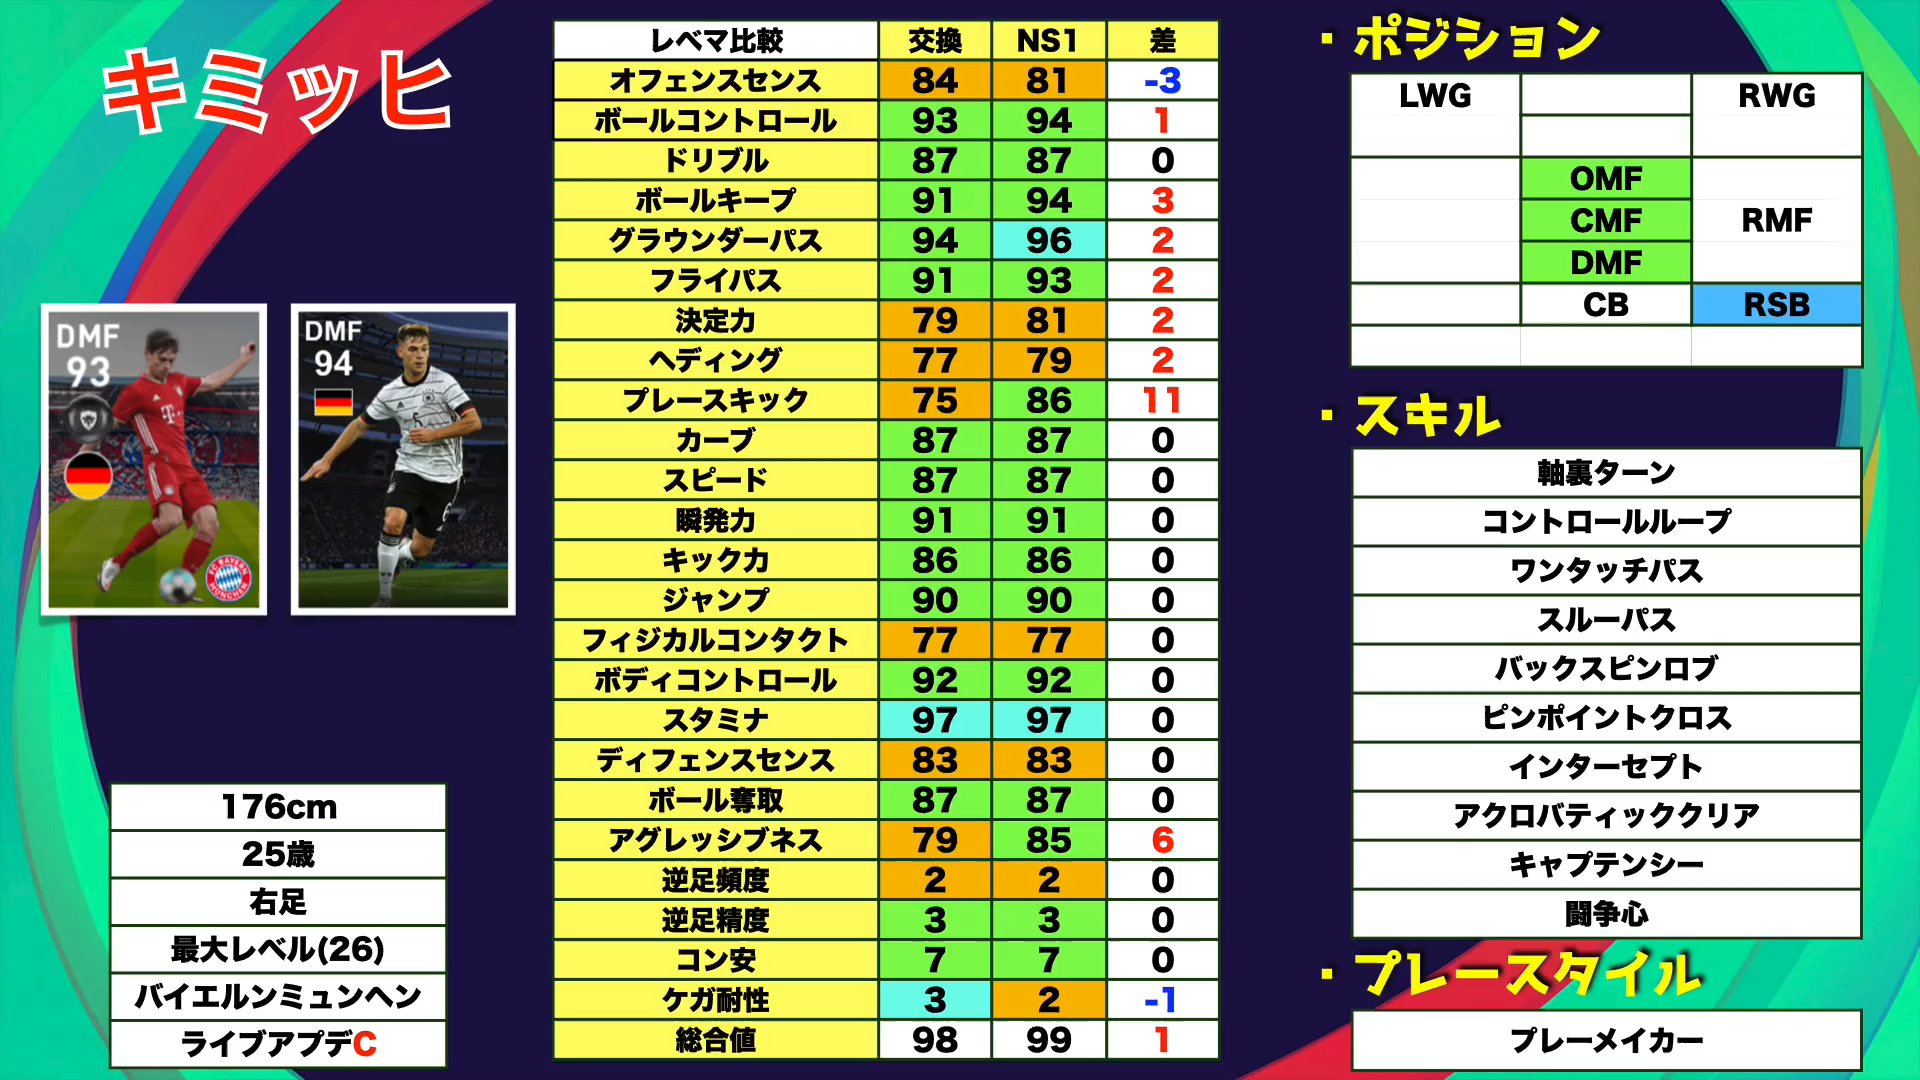 キミッヒ
DMF
93
FC BAYERN
MÜNCHEN
DMF
94
176cm
25歳
右足
最大レベル(26)
バイエルンミュンヘン
ライブアプデC
レベマ比較 交換 NS1 差
オフェンスセンス 84 81 -3
ボールコントロール 93 94 1
ドリブル 87 87 0
ボールキープ 91 94 3
グラウンダーパス 94 96 2
フライパス 91 93 2
決定力 79 81 2
ヘディング 77 79 2
プレースキック 75 86 11
カーブ 87 87 0
スピード 87 87 0
瞬発力 91 91 0
キック力 86 86 0
ジャンプ 90 90 0
フィジカルコンタクト 77 77 0
ボディコントロール 92 92 0
スタミナ 97 97 0
ディフェンスセンス 83 83 0
ボール奪取 87 87 0
アグレッシブネス 79 85 6
逆足頻度 2 2 0
逆足精度 3 3 0
コン安 7 7 0
ケガ耐性 3 2 -1
総合値 98 99 1
・ポジション
LWG RWG
OMF
CMF RMF
DMF
CB RSB
・スキル
軸裏ターン
コントロールループ
ワンタッチパス
スルーパス
バックスピンロブ
ピンポイントクロス
インターセプト
アクロバティッククリア
キャプテンシー
闘争心
・プレースタイル
プレーメイカー